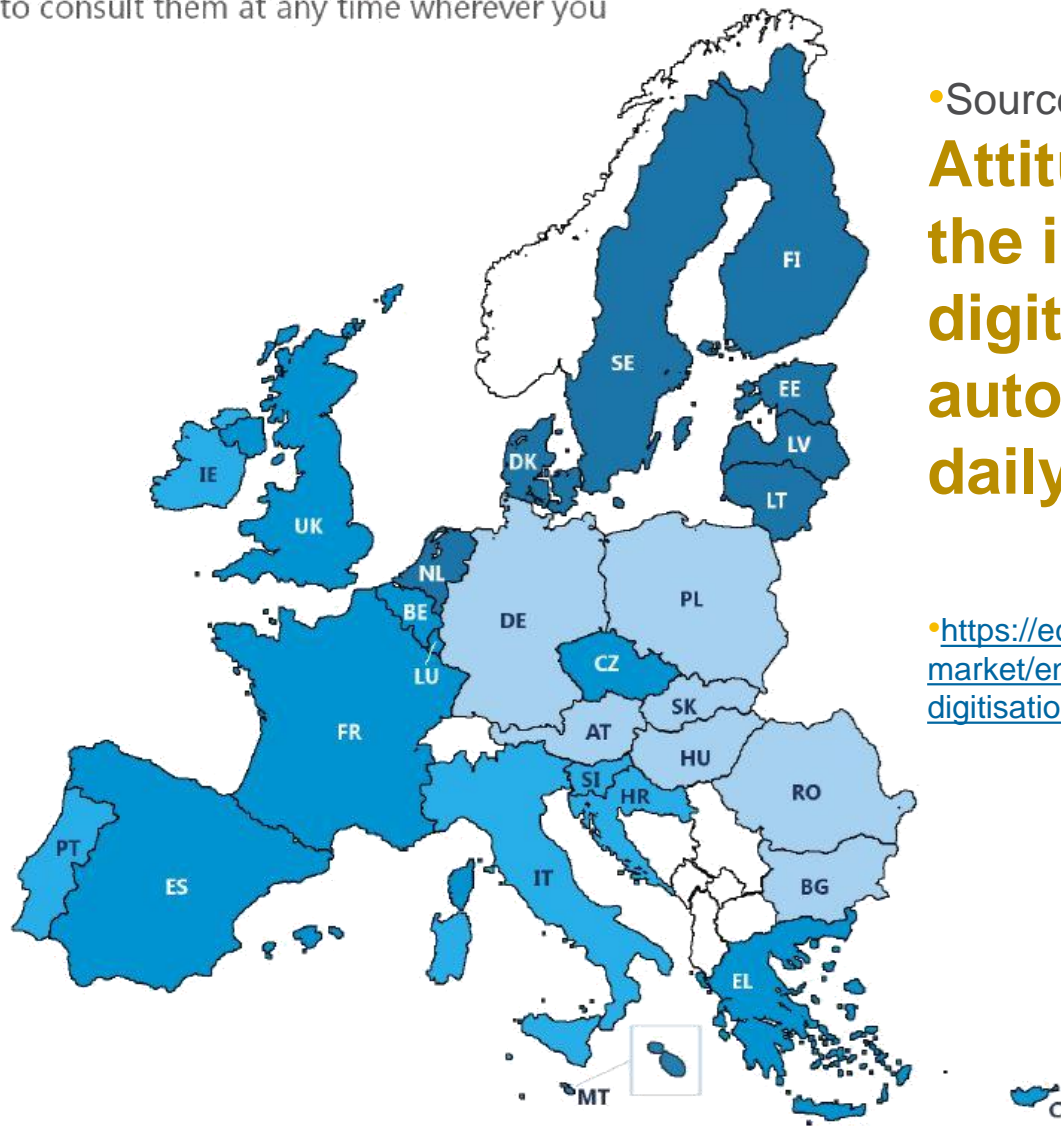 to consult them at any time wherever you
•Source
the i
digit
auto
daily
•https://ec
market/en
digitisatio
FI
SE
EE
LV
LT
DK
IE
UK
NL
BE
LU
DE
PL
CZ
SK
AT
HU
FR
SI
HR
RO
PT
ES
IT
BG
EL
MT